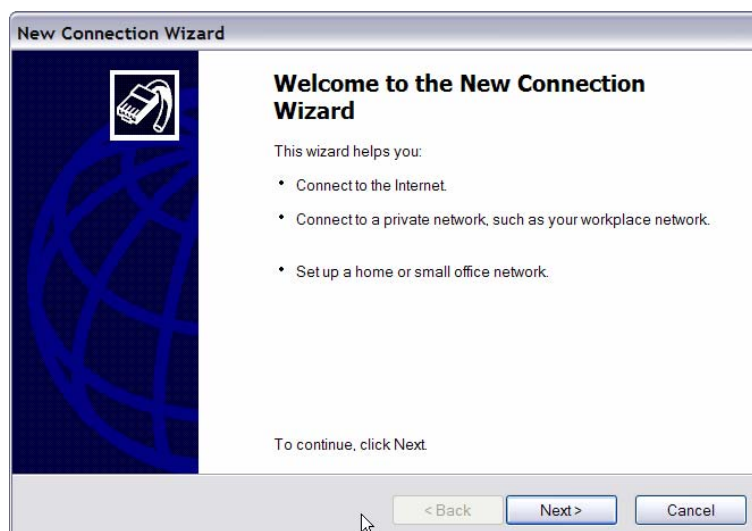 New Connection Wizard
Welcome to the New Connection
Wizard
This wizard helps you:
• Connect to the Internet.
• Connect to a private network, such as your workplace network.
• Set up a home or small office network.
To continue, click Next.
< Back Next > Cancel